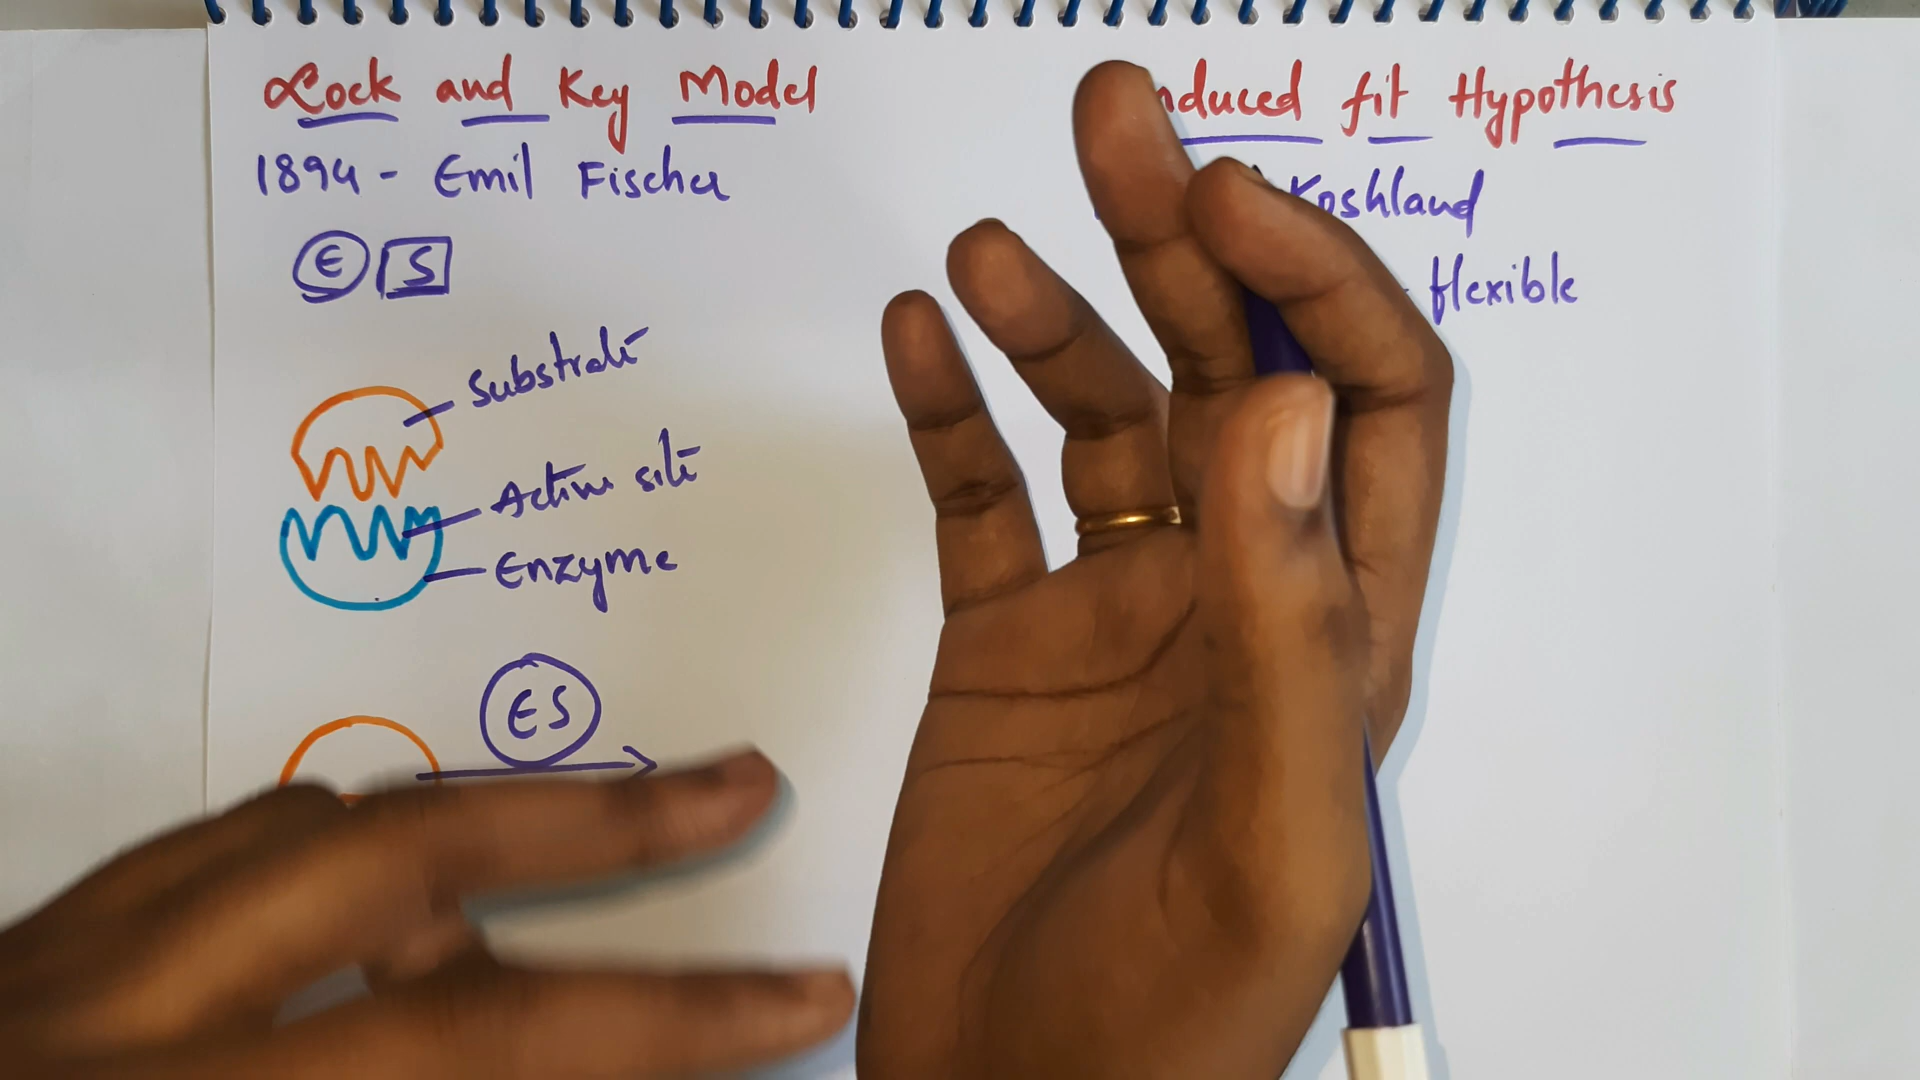 Lock and Key Model
1894 - Emil Fischer
E S
Substrate
Active site
Enzyme
ES
nduced fit Hypothesis
Koshland
flexible